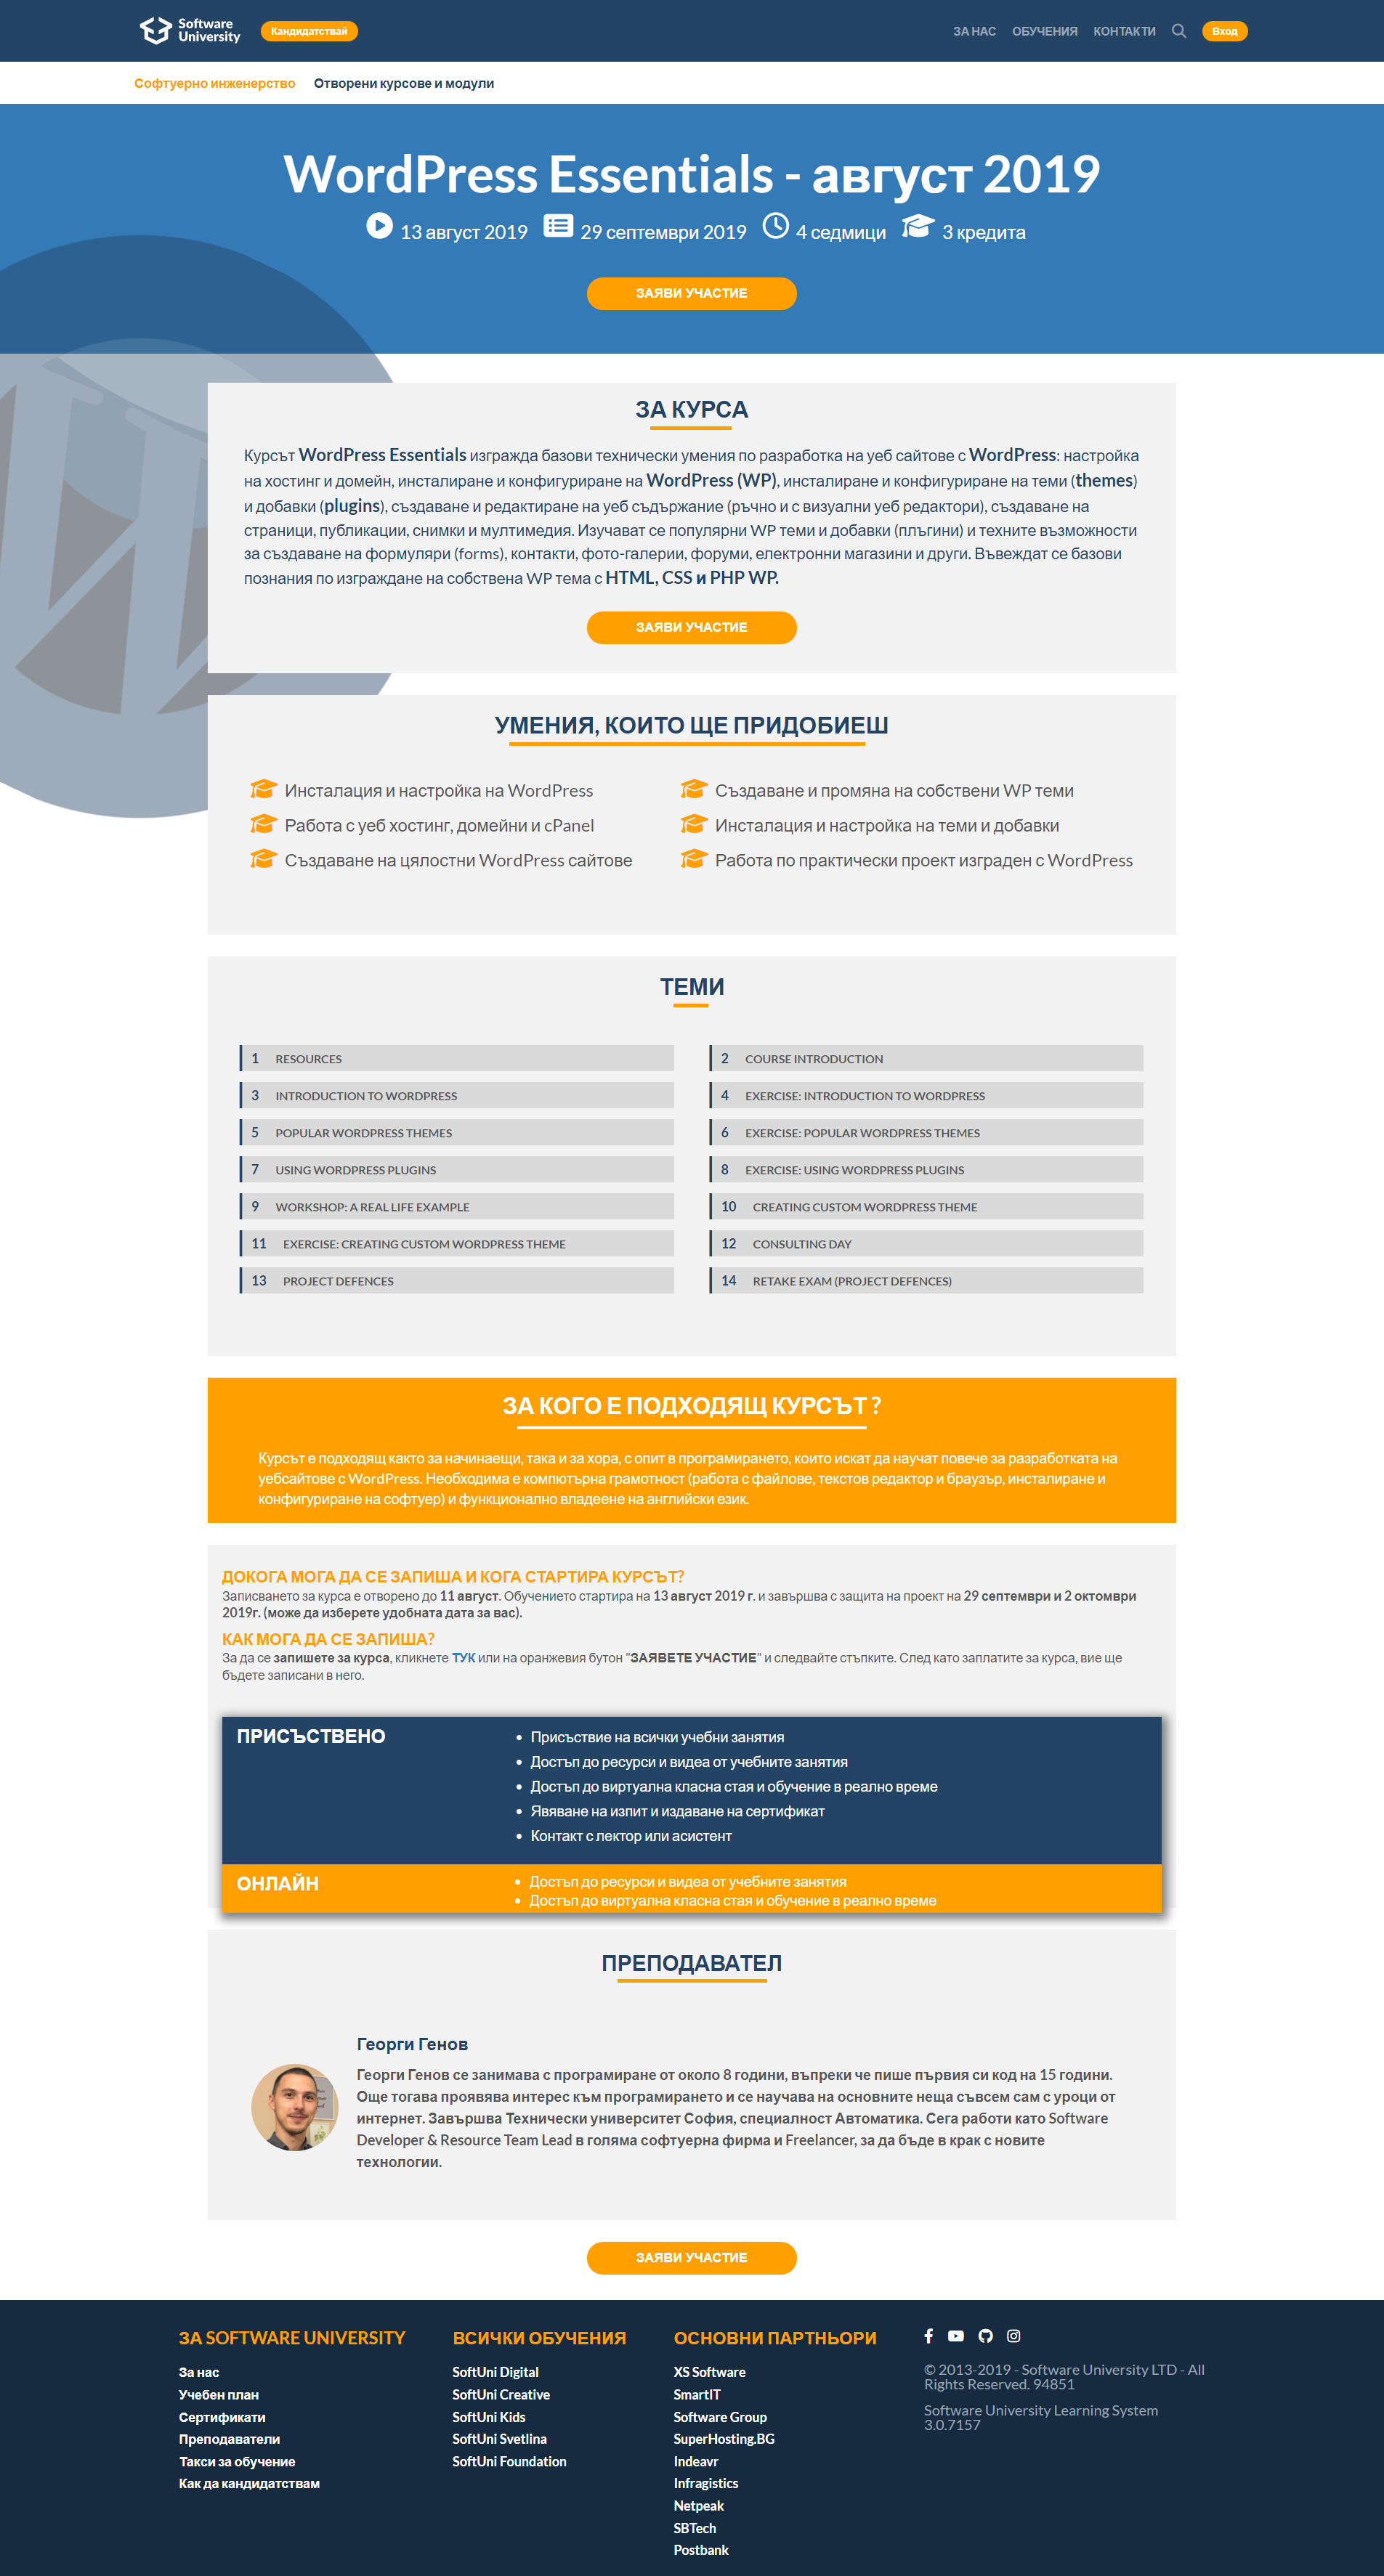 Software
University
Кандидатствай
ЗА НАС ОБУЧЕНИЯ КОНТАКТИ Вход
Софтуерно инженерство Отворени курсове и модули
WordPress Essentials - август 2019
13 август 2019 29 септември 2019 4 седмици 3 кредита
ЗАЯВИ УЧАСТИЕ
ЗА КУРСА
Курсът WordPress Essentials изгражда базови технически умения по разработка на уеб сайтове с WordPress: настройка
на хостинг и домейн, инсталиране и конфигуриране на WordPress (WP), инсталиране и конфигуриране на теми (themes)
и добавки (plugins), създаване и редактиране на уеб съдържание (ръчно и с визуални уеб редактори), създаване на
страници, публикации, снимки и мултимедия. Изучават се популярни WP теми и добавки (плъгини) и техните възможности
за създаване на формуляри (forms), контакти, фото-галерии, форуми, електронни магазини и други. Въвеждат се базови
познания по изграждане на собствена WP тема с HTML, CSS и PHP WP.
ЗАЯВИ УЧАСТИЕ
УМЕНИЯ, КОИТО ЩЕ ПРИДОБИЕШ
Инсталация и настройка на WordPress
Създаване и промяна на собствени WP теми
Работа с уеб хостинг, домейни и cPanel
Инсталация и настройка на теми и добавки
Създаване на цялостни WordPress сайтове
Работа по практически проект изграден с WordPress
ТЕМИ
1 RESOURCES
2 COURSE INTRODUCTION
3 INTRODUCTION TO WORDPRESS
4 EXERCISE: INTRODUCTION TO WORDPRESS
5 POPULAR WORDPRESS THEMES
6 EXERCISE: POPULAR WORDPRESS THEMES
7 USING WORDPRESS PLUGINS
8 EXERCISE: USING WORDPRESS PLUGINS
9 WORKSHOP: A REAL LIFE EXAMPLE
10 CREATING CUSTOM WORDPRESS THEME
11 EXERCISE: CREATING CUSTOM WORDPRESS THEME
12 CONSULTING DAY
13 PROJECT DEFENCES
14 RETAKE EXAM (PROJECT DEFENCES)
ЗА КОГО Е ПОДХОДЯЩ КУРСЪТ ?
Курсът е подходящ както за начинаещи, така и за хора, с опит в програмирането, които искат да научат повече за разработката на
уебсайтове с WordPress. Необходима е компютърна грамотност (работа с файлове, текстов редактор и браузър, инсталиране и
конфигуриране на софтуер) и функционално владеене на английски език.
ДОКОГА МОГА ДА СЕ ЗАПИША И КОГА СТАРТИРА КУРСЪТ?
Записването за курса е отворено до 11 август. Обучението стартира на 13 август 2019 г. и завършва с защита на проект на 29 септември и 2 октомври
2019г. (може да изберете удобната дата за вас).
КАК МОГА ДА СЕ ЗАПИША?
За да се запишете за курса, кликнете ТУК или на оранжевия бутон "ЗАЯВЕТЕ УЧАСТИЕ" и следвайте стъпките. След като заплатите за курса, вие ще
бъдете записани в него.
ПРИСЪСТВЕНО
Присъствие на всички учебни занятия
Достъп до ресурси и видеа от учебните занятия
Достъп до виртуална класна стая и обучение в реално време
Явяване на изпит и издаване на сертификат
Контакт с лектор или асистент
ОНЛАЙН
Достъп до ресурси и видеа от учебните занятия
Достъп до виртуална класна стая и обучение в реално време
ПРЕПОДАВАТЕЛ
Георги Генов
Георги Генов се занимава с програмиране от около 8 години, въпреки че пише първия си код на 15 години.
Още тогава проявява интерес към програмирането и се научава на основните неща съвсем сам с уроци от
интернет. Завършва Технически университет София, специалност Автоматика. Сега работи като Software
Developer & Resource Team Lead в голяма софтуерна фирма и Freelancer, за да бъде в крак с новите
технологии.
ЗАЯВИ УЧАСТИЕ
ЗА SOFTWARE UNIVERSITY
За нас
Учебен план
Сертификати
Преподаватели
Такси за обучение
Как да кандидатствам
ВСИЧКИ ОБУЧЕНИЯ
SoftUni Digital
SoftUni Creative
SoftUni Kids
SoftUni Svetlina
SoftUni Foundation
ОСНОВНИ ПАРТНЬОРИ
XS Software
SmartIT
Software Group
SuperHosting.BG
Indeavr
Infragistics
Netpeak
SBTech
Postbank
© 2013-2019 - Software University LTD - All
Rights Reserved. 94851
Software University Learning System
3.0.7157